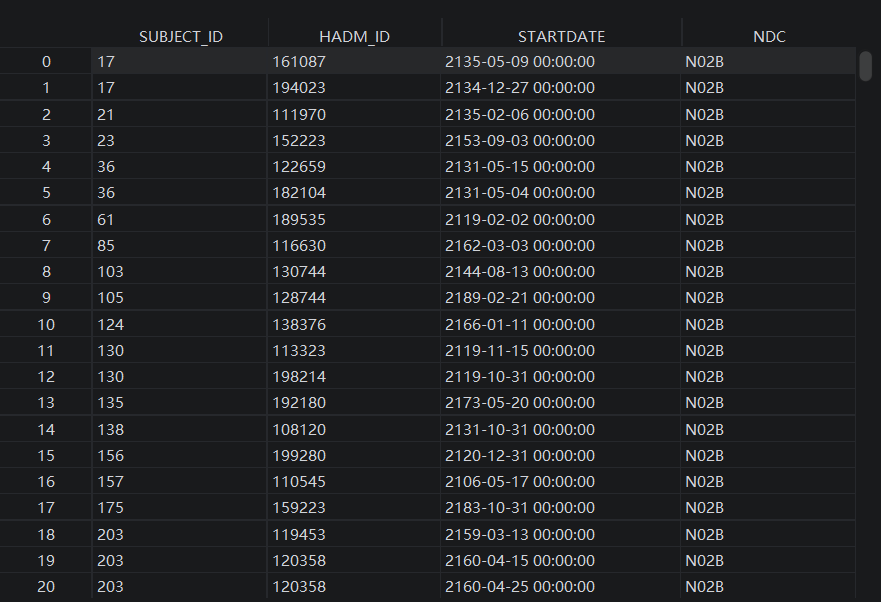 SUBJECT_ID HADM_ID STARTDATE NDC
0 17 161087 2135-05-09 00:00:00 N02B
1 17 194023 2134-12-27 00:00:00 N02B
2 21 111970 2135-02-06 00:00:00 N02B
3 23 152223 2153-09-03 00:00:00 N02B
4 36 122659 2131-05-15 00:00:00 N02B
5 36 182104 2131-05-04 00:00:00 N02B
6 61 189535 2119-02-02 00:00:00 N02B
7 85 116630 2162-03-03 00:00:00 N02B
8 103 130744 2144-08-13 00:00:00 N02B
9 105 128744 2189-02-21 00:00:00 N02B
10 124 138376 2166-01-11 00:00:00 N02B
11 130 113323 2119-11-15 00:00:00 N02B
12 130 198214 2119-10-31 00:00:00 N02B
13 135 192180 2173-05-20 00:00:00 N02B
14 138 108120 2131-10-31 00:00:00 N02B
15 156 199280 2120-12-31 00:00:00 N02B
16 157 110545 2106-05-17 00:00:00 N02B
17 175 159223 2183-10-31 00:00:00 N02B
18 203 119453 2159-03-13 00:00:00 N02B
19 203 120358 2160-04-15 00:00:00 N02B
20 203 120358 2160-04-25 00:00:00 N02B